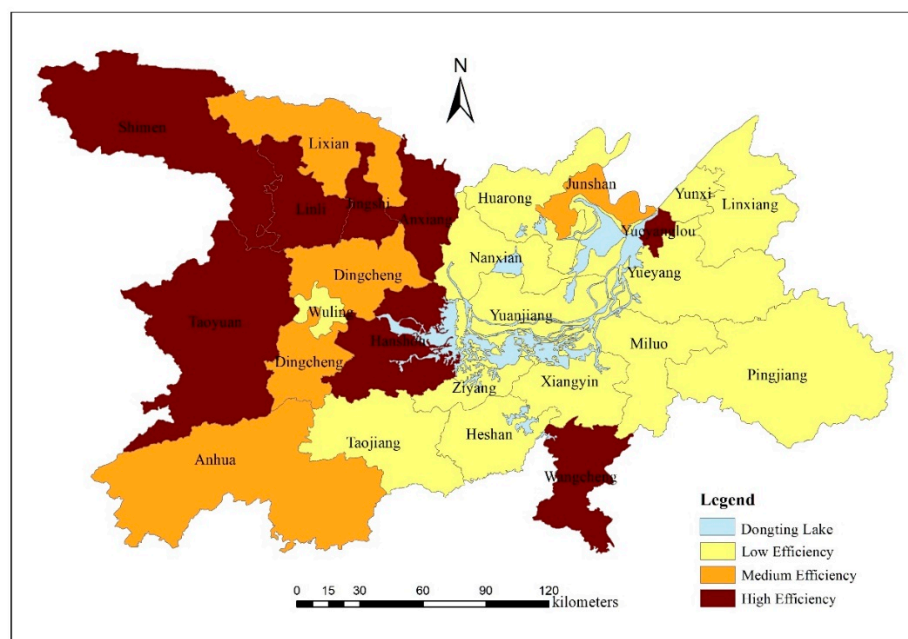 N
Shimen
Lixian
Linli
Jingshi
Anxiang
Huarong
Junshan
Yunxi
Linxiang
Yueyanglou
Nanxian
Dingcheng
Yueyang
Taoyuan
Wuling
Yuanjiang
Hanshou
Dingcheng
Miluo
Ziyang
Xiangyin
Pingjiang
Taojiang
Heshan
Anhua
Wangcheng
Legend
Dongting Lake
Low Efficiency
Medium Efficiency
High Efficiency
0 15 30 60 90 120
kilometers